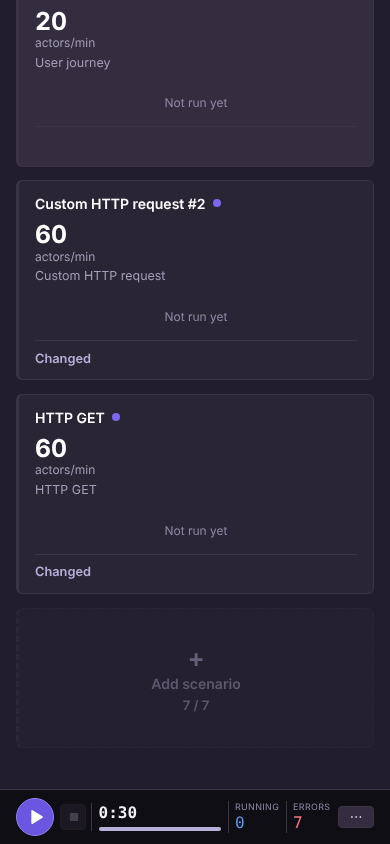 20
actors/min
User journey
Not run yet
Custom HTTP request #2
60
actors/min
Custom HTTP request
Not run yet
Changed
HTTP GET
60
actors/min
HTTP GET
Not run yet
Changed
+
Add scenario
7 / 7
0:30
RUNNING
0
ERRORS
7
...